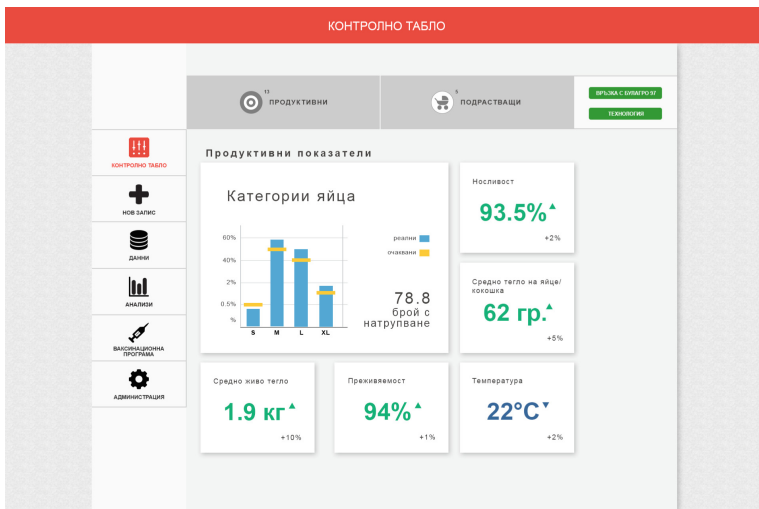 КОНТРОЛНО ТАБЛО
13
ПРОДУКТИВНИ
6
ПОДРАСТВАЩИ
ВРЪЗКА С БУЛАГРО 97
ТЕХНОЛОГИЯ
КОНТРОЛНО ТАБЛО
НОВ ЗАПИС
ДАННИ
АНАЛИЗИ
ВАКСИНАЦИОННА
ПРОГРАМА
АДМИНИСТРАЦИЯ
Продуктивни показатели
Категории яйца
60%
40%
2%
0.5%
%
S M L XL
реални
очаквани
78.8
брой с
натрупване
Носливост
93.5%
+2%
Средно тегло на яйце/
кокошка
62 гр.
+5%
Средно живо тегло
1.9 кг
+10%
Преживяемост
94%
+1%
Температура
22°C
+2%